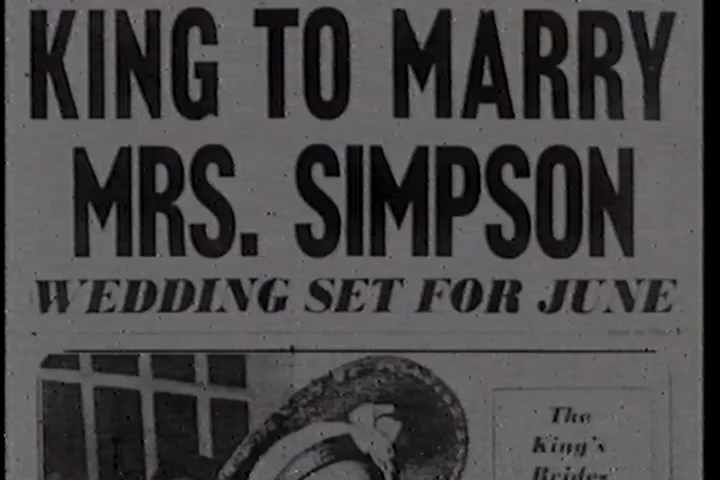 KING TO MARRY
MRS. SIMPSON
WEDDING SET FOR JUNE
The
King's